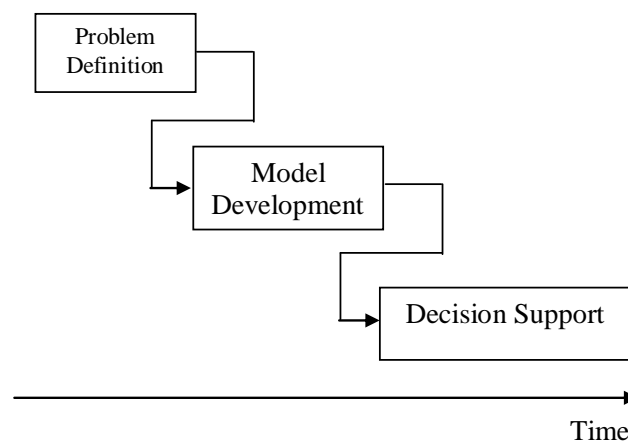 Problem
Definition
Model
Development
Decision Support
Time